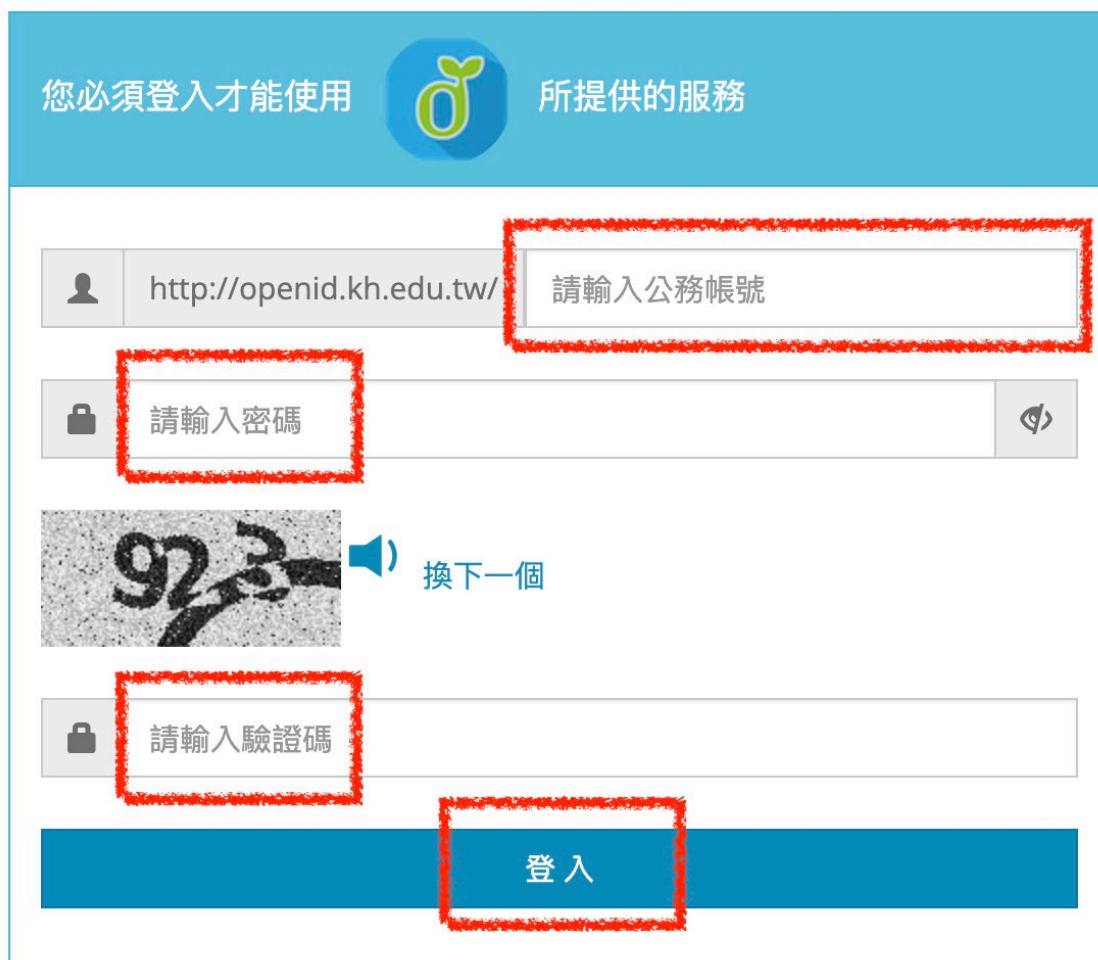 您必須登入才能使用 所提供的服務
http://openid.kh.edu.tw/ 請輸入公務帳號
請輸入密碼
換下一個
請輸入驗證碼
登 入